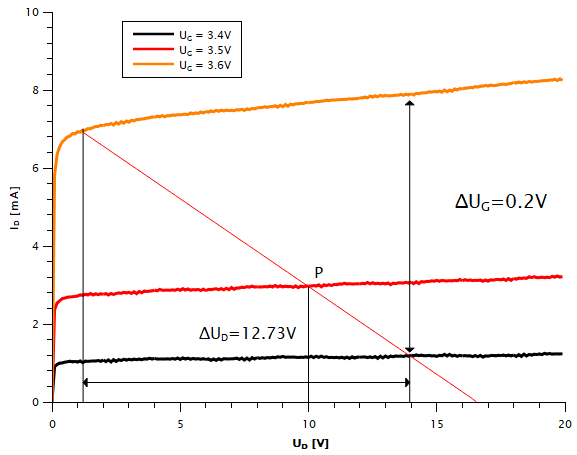 10
8
6
4
2
0
I_D [mA]
U_G = 3.4V
U_G = 3.5V
U_G = 3.6V
ΔU_G=0.2V
P
ΔU_D=12.73V
0 5 10 15 20
U_D [V]